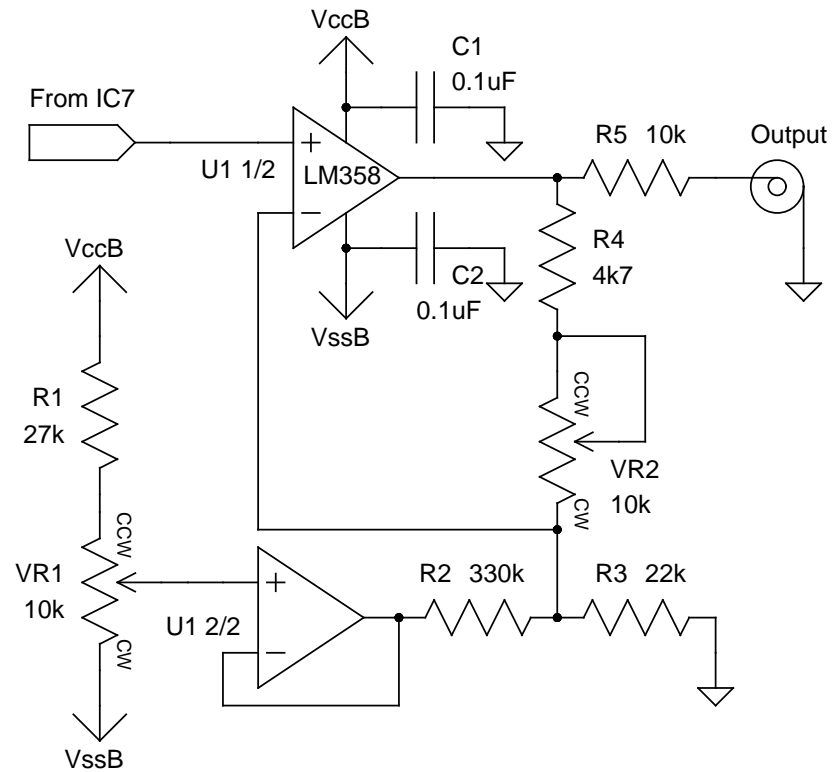 VccB
C1
0.1uF
From IC7
R5 10k
Output
+
U1 1/2
LM358
−
R4
4k7
VccB
C2
0.1uF
VssB
R1
27k
CCW
VR2
10k
CW
CCW
VR1
10k
CW
+
U1 2/2
−
R2 330k
R3 22k
VssB